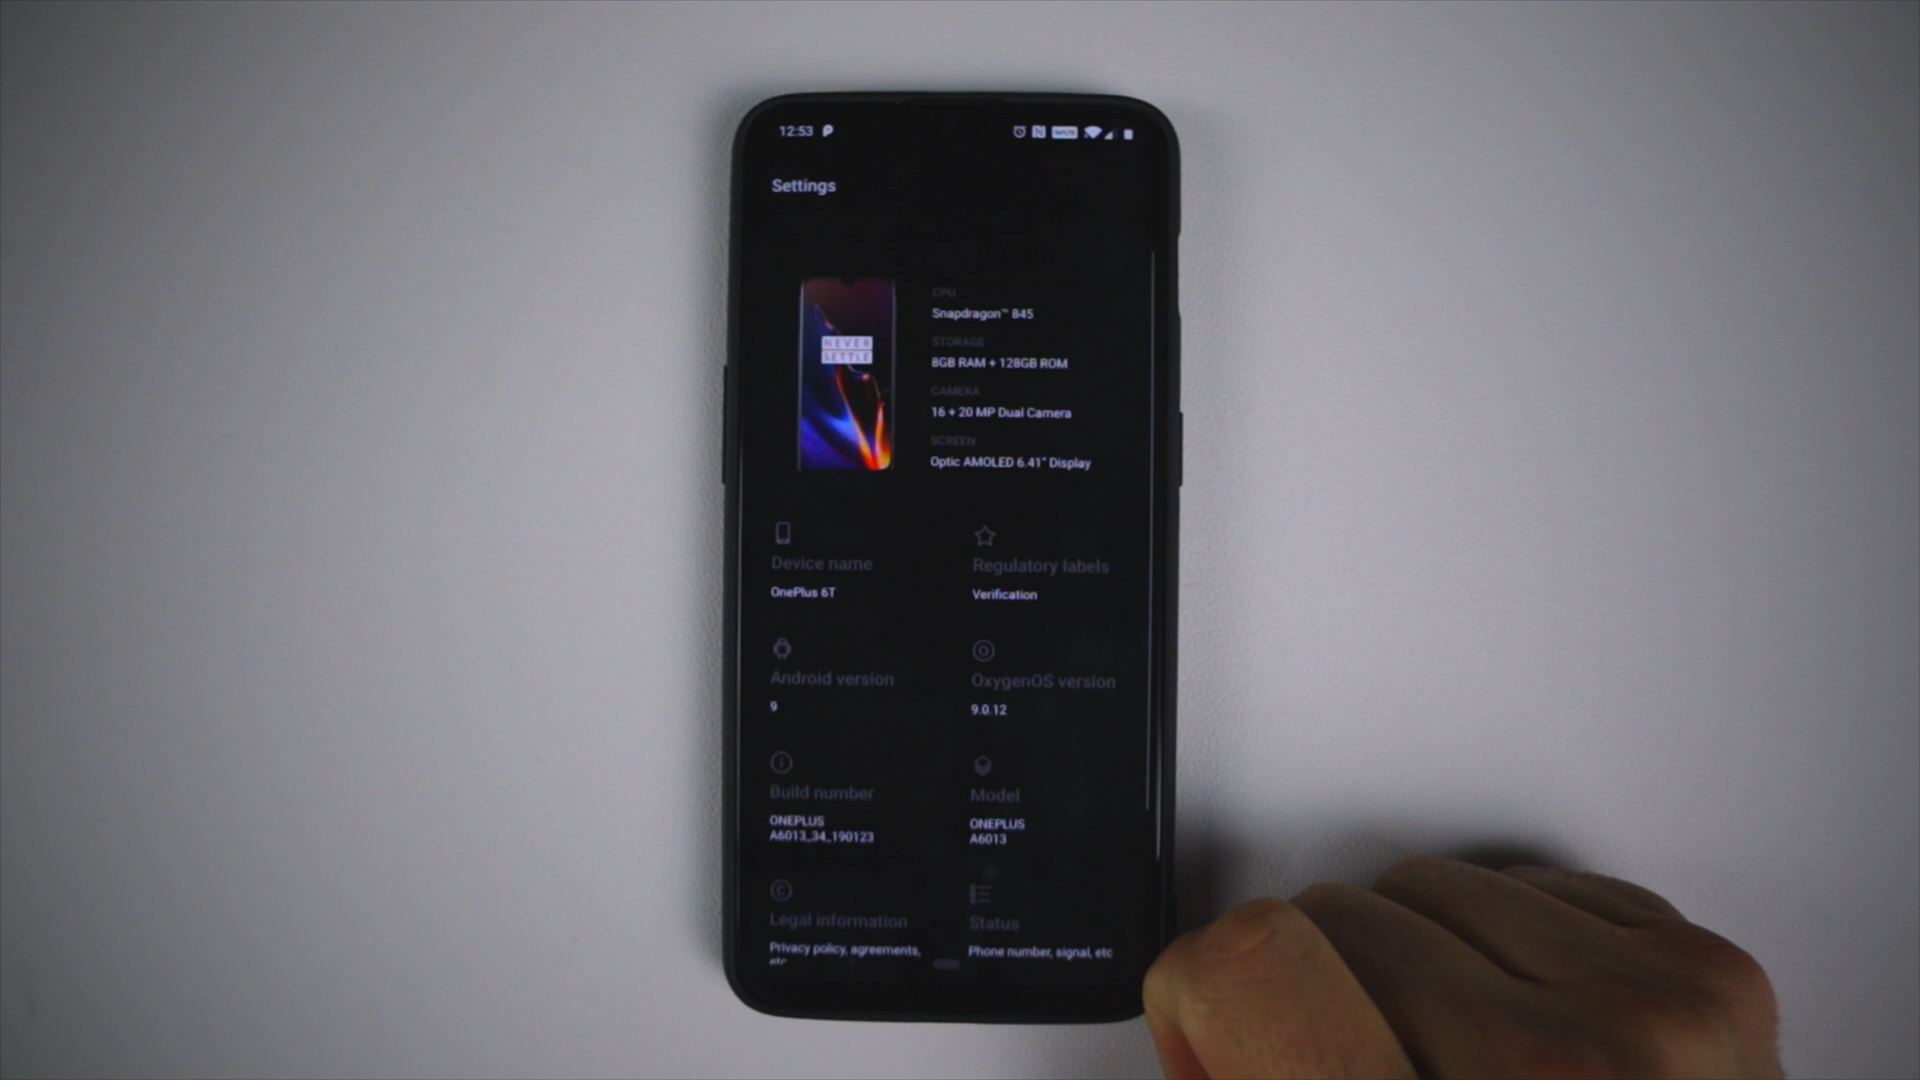 12:53
Settings
NEVER
SETTLE
CPU
Snapdragon™ 845
STORAGE
8GB RAM + 128GB ROM
CAMERA
16 + 20 MP Dual Camera
SCREEN
Optic AMOLED 6.41" Display
Device name
OnePlus 6T
Regulatory labels
Verification
Android version
9
OxygenOS version
9.0.12
Build number
ONEPLUS
A6013_34_190123
Model
ONEPLUS
A6013
Legal information
Privacy policy, agreements,
etc
Status
Phone number, signal, etc